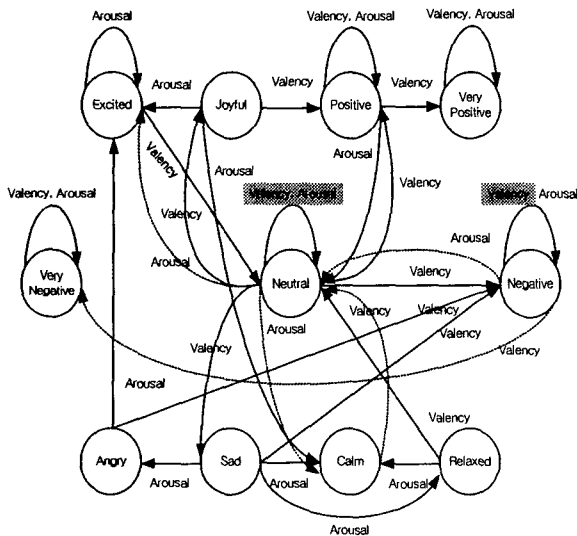 Arousal
Valency, Arousal
Valency, Arousal
Arousal
Valency
Valency
Excited
Joyful
Positive
Very
Positive
Valency
Arousal
Arousal
Valency
Valency, Arousal
Valency, Arousal
Valency, Arousal
Valency
Arousal
Arousal
Very
Negative
Neutral
Valency
Negative
Valency
Valency
Arousal
Valency
Valency
Valency
Arousal
Valency
Angry
Sad
Calm
Relaxed
Arousal
Arousal
Arousal
Arousal